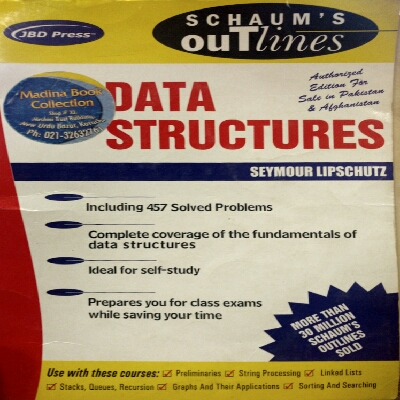 JBD Press™
SCHAUM'S
ouTlines
Authorized
Edition For
Sale in Pakistan
& Afghanistan
Madina Book
Collection
Ph: 021-3263276
DATA
STRUCTURES
SEYMOUR LIPSCHUTZ
Including 457 Solved Problems
Complete coverage of the fundamentals of
data structures
Ideal for self-study
Prepares you for class exams
while saving your time
MORE THAN
30 MILLION
SCHAUM'S
OUTLINES
SOLD
Use with these courses: Preliminaries String Processing Linked Lists
Stacks, Queues, Recursion Graphs And Their Applications Sorting And Searching